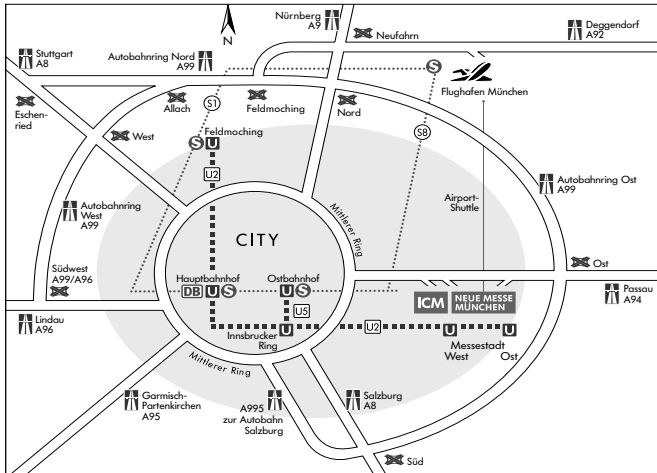 Nürnberg
A9
Deggendorf
A92
Stuttgart
A8
Autobahnring Nord
A99
N
Neufahrn
S
Flughafen München
Eschen-
ried
Allach
Feldmoching
S1
Nord
S8
West
Feldmoching
S U
U2
Autobahnring Ost
A99
Autobahnring
West
A99
Airport-
Shuttle
Mittlerer Ring
CITY
Südwest
A99/A96
Hauptbahnhof
DB U S
Ostbahnhof
U S
Ost
Passau
A94
ICM
NEUE MESSE
MÜNCHEN
U5
Lindau
A96
Innsbrucker
Ring
U
U2
U
U
Messestadt
West Ost
Mittlerer Ring
Garmisch-
Partenkirchen
A95
A995
zur Autobahn
Salzburg
Salzburg
A8
Süd